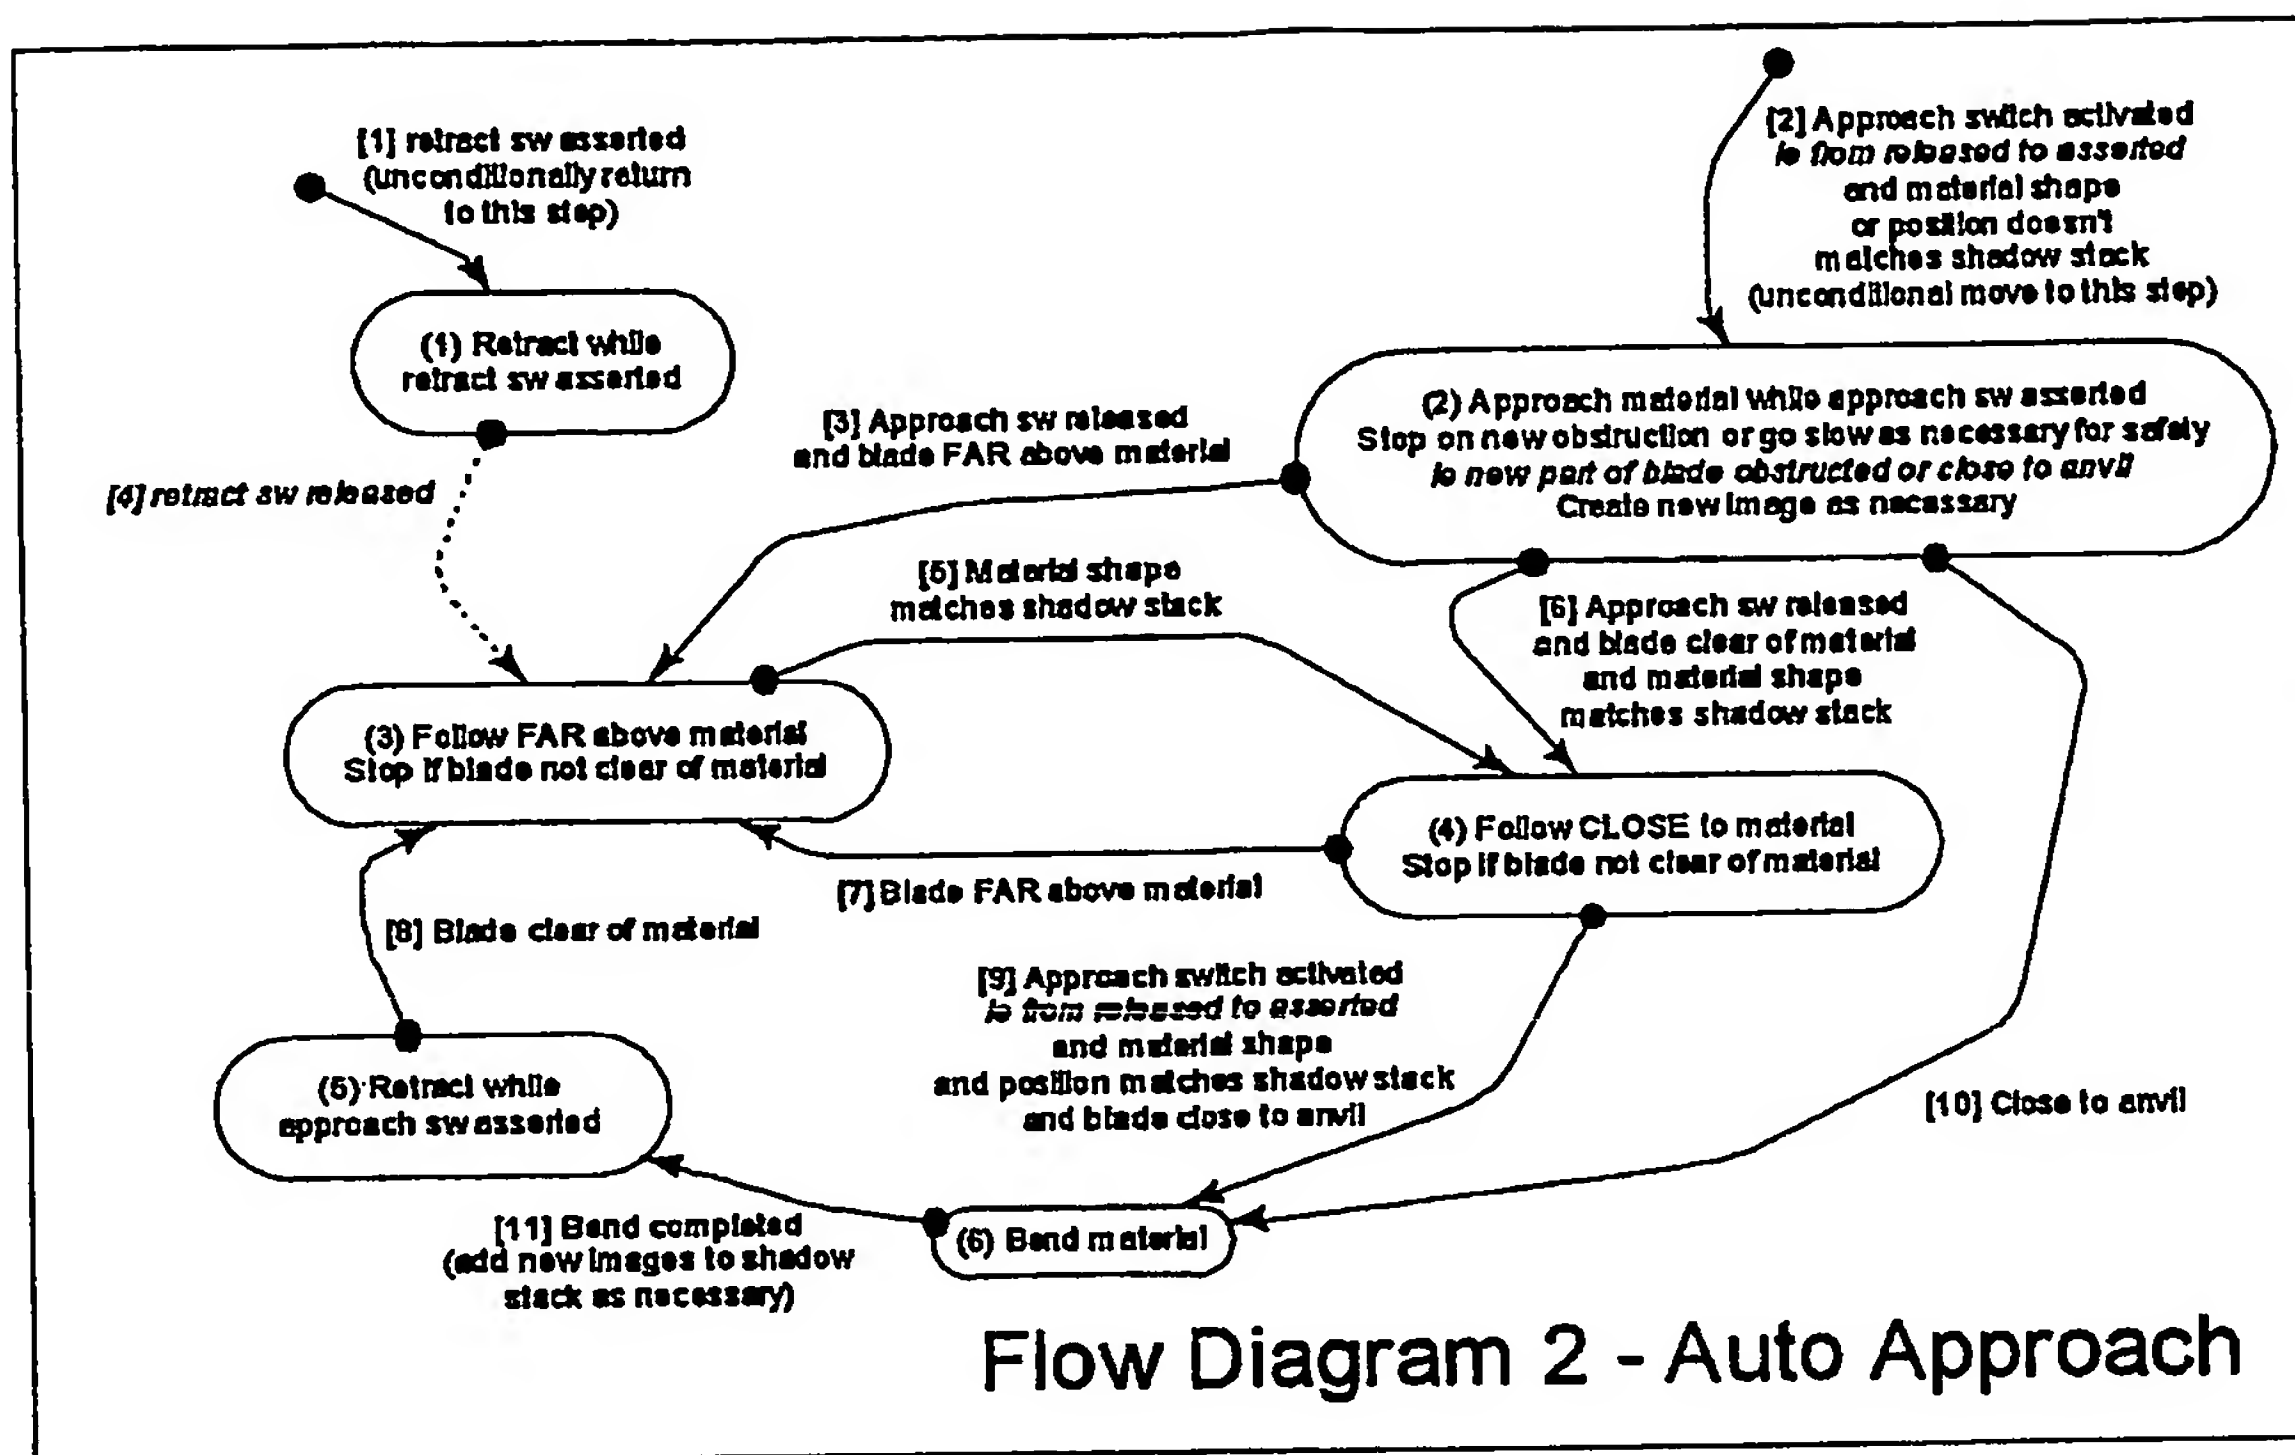 [1] retract sw asserted
(unconditionally return
to this step)
[2] Approach switch activated
ie from released to asserted
and material shape
or position doesn't
matches shadow stack
(unconditional move to this step)
(1) Retract while
retract sw asserted
(2) Approach material while approach sw asserted
Stop on new obstruction or go slow as necessary for safety
ie new part of blade obstructed or close to anvil
Create new image as necessary
[3] Approach sw released
and blade FAR above material
[4] retract sw released
[5] Material shape
matches shadow stack
[6] Approach sw released
and blade clear of material
and material shape
matches shadow stack
(3) Follow FAR above material
Stop if blade not clear of material
(4) Follow CLOSE to material
Stop if blade not clear of material
[7] Blade FAR above material
[8] Blade clear of material
[9] Approach switch activated
ie from released to asserted
and material shape
and position matches shadow stack
and blade close to anvil
(5) Retract while
approach sw asserted
[10] Close to anvil
[11] Bend completed
(add new images to shadow
stack as necessary)
(6) Bend material
Flow Diagram 2 - Auto Approach